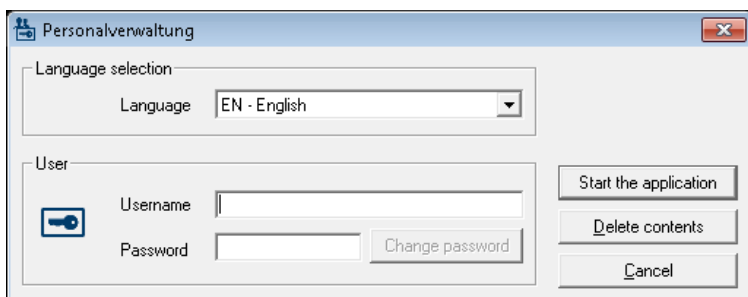 Personalverwaltung
Language selection
Language EN - English
User
Username
Password Change password
Start the application
Delete contents
Cancel